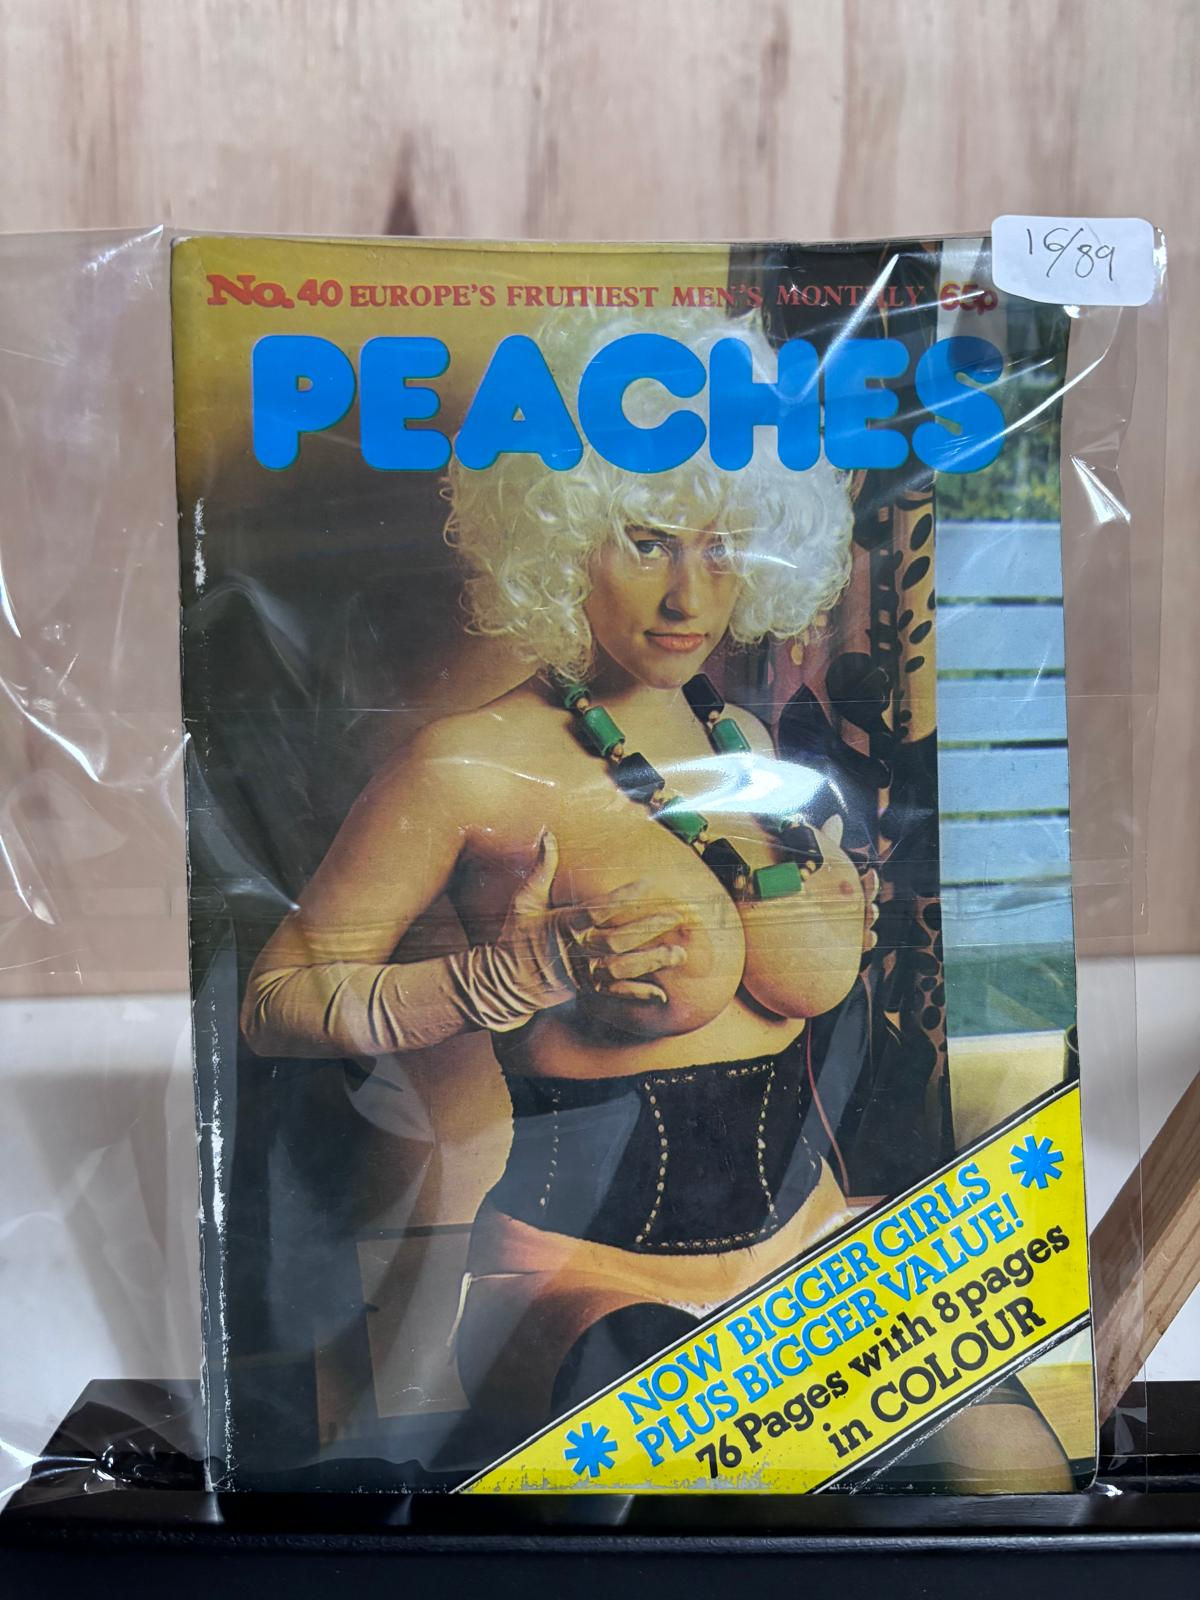 16/89
No. 40 EUROPE'S FRUITIEST MEN'S MONTHLY 65p
PEACHES
NOW BIGGER GIRLS
PLUS BIGGER VALUE!
76 Pages with 8 pages
in COLOUR